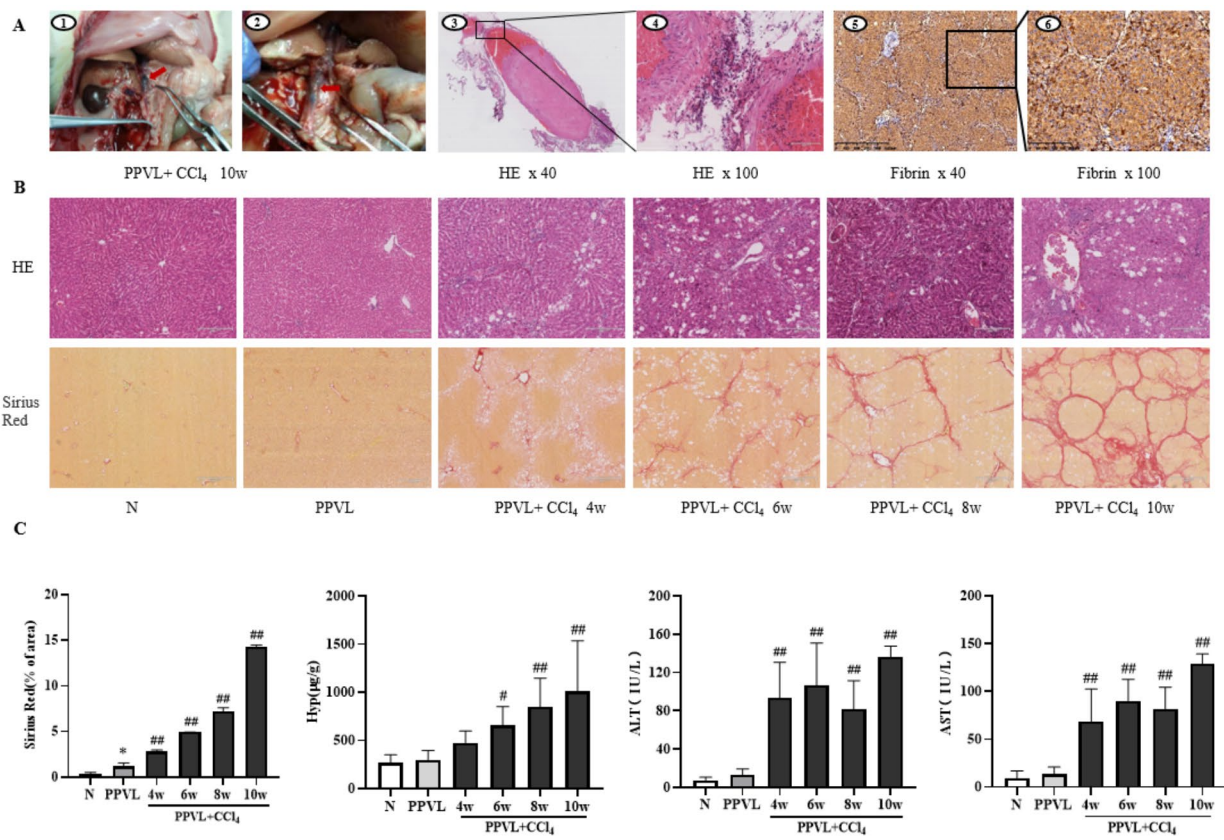 A
1
2
3
4
5
6
PPVL+ CCl₄ 10w
HE x 40
HE x 100
Fibrin x 40
Fibrin x 100
B
HE
Sirius
Red
N
PPVL
PPVL+ CCl₄ 4w
PPVL+ CCl₄ 6w
PPVL+ CCl₄ 8w
PPVL+ CCl₄ 10w
C
Sirius Red(% of area)
20
15
10
5
0
*
##
##
##
##
N PPVL 4w 6w 8w 10w
PPVL+CCl₄
Hyp(μg/g)
2000
1500
1000
500
0
#
##
##
N PPVL 4w 6w 8w 10w
PPVL+CCl₄
ALT( IU/L)
200
160
120
80
40
0
##
##
##
##
N PPVL 4w 6w 8w 10w
PPVL+CCl₄
AST( IU/L)
200
160
120
80
40
0
##
##
##
##
N PPVL 4w 6w 8w 10w
PPVL+CCl₄